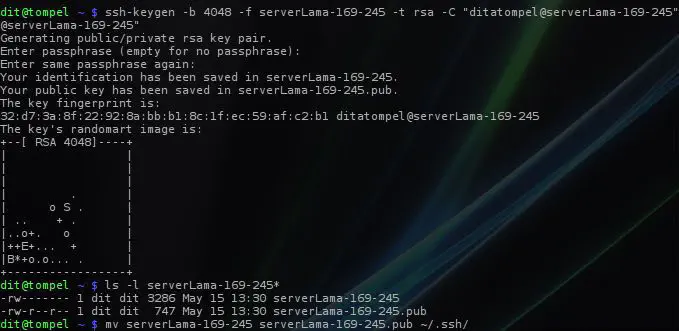 dit@tompel ~ $ ssh-keygen -b 4048 -f serverLama-169-245 -t rsa -C "ditatompel@serverLama-169-245"
@serverLama-169-245"
Generating public/private rsa key pair.
Enter passphrase (empty for no passphrase):
Enter same passphrase again:
Your identification has been saved in serverLama-169-245.
Your public key has been saved in serverLama-169-245.pub.
The key fingerprint is:
32:d7:3a:8f:22:92:8a:bb:b1:8c:1f:ec:59:af:c2:b1 ditatompel@serverLama-169-245
The key's randomart image is:
+--[ RSA 4048]----+
|                 |
|                 |
|                 |
|         .       |
|      o S .      |
| ..    + .       |
|..o+.   o        |
|++E+...  +       |
|B*+o.o... .      |
+-----------------+
dit@tompel ~ $ ls -l serverLama-169-245*
-rw------- 1 dit dit 3286 May 15 13:30 serverLama-169-245
-rw-r--r-- 1 dit dit  747 May 15 13:30 serverLama-169-245.pub
dit@tompel ~ $ mv serverLama-169-245 serverLama-169-245.pub ~/.ssh/